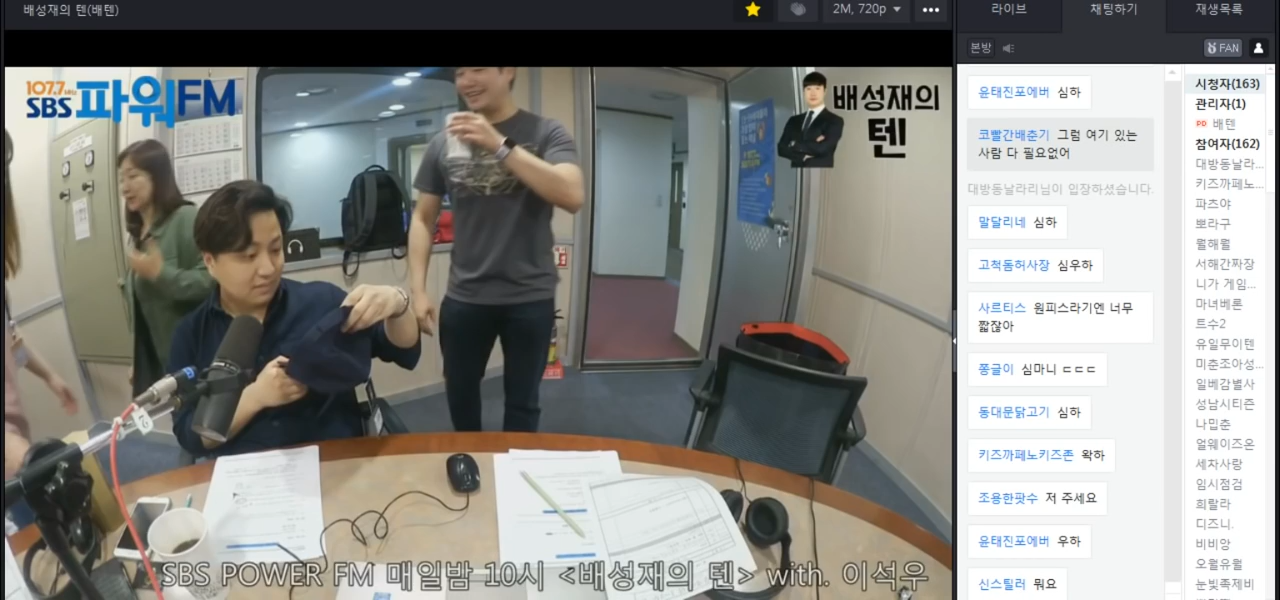 배성재의 텐(배텐)
2M, 720p
라이브
채팅하기
재생목록
본방
FAN
107.7
SBS 파워FM
배성재의
텐
SBS POWER FM 매일밤 10시 <배성재의 텐> with. 이석우
윤태진포에버 심하
코빨간배춘기 그럼 여기 있는
사람 다 필요없어
대방동날라리님이 입장하셨습니다.
말달리네 심하
고척돔허사장 심우하
사르티스 원피스라기엔 너무
짧잖아
쫑글이 심마니 ㄷㄷㄷ
동대문닭고기 심하
키즈까페노키즈존 왁하
조용한팟수 저 주세요
윤태진포에버 우하
신스틸러 뭐요
시청자(163)
관리자(1)
PD 배텐
참여자(162)
대방동날라...
키즈까페노...
파츠야
뽀라구
월해월
서해간짜장
니가 게임...
마녀베론
트수2
유일무이텐
미춘조아성...
일베감별사
성남시티즌
나밉춘
얼웨이즈온
세자사랑
임시점검
희랄라
디즈니.
비비앙
오월유월
눈빛족제비